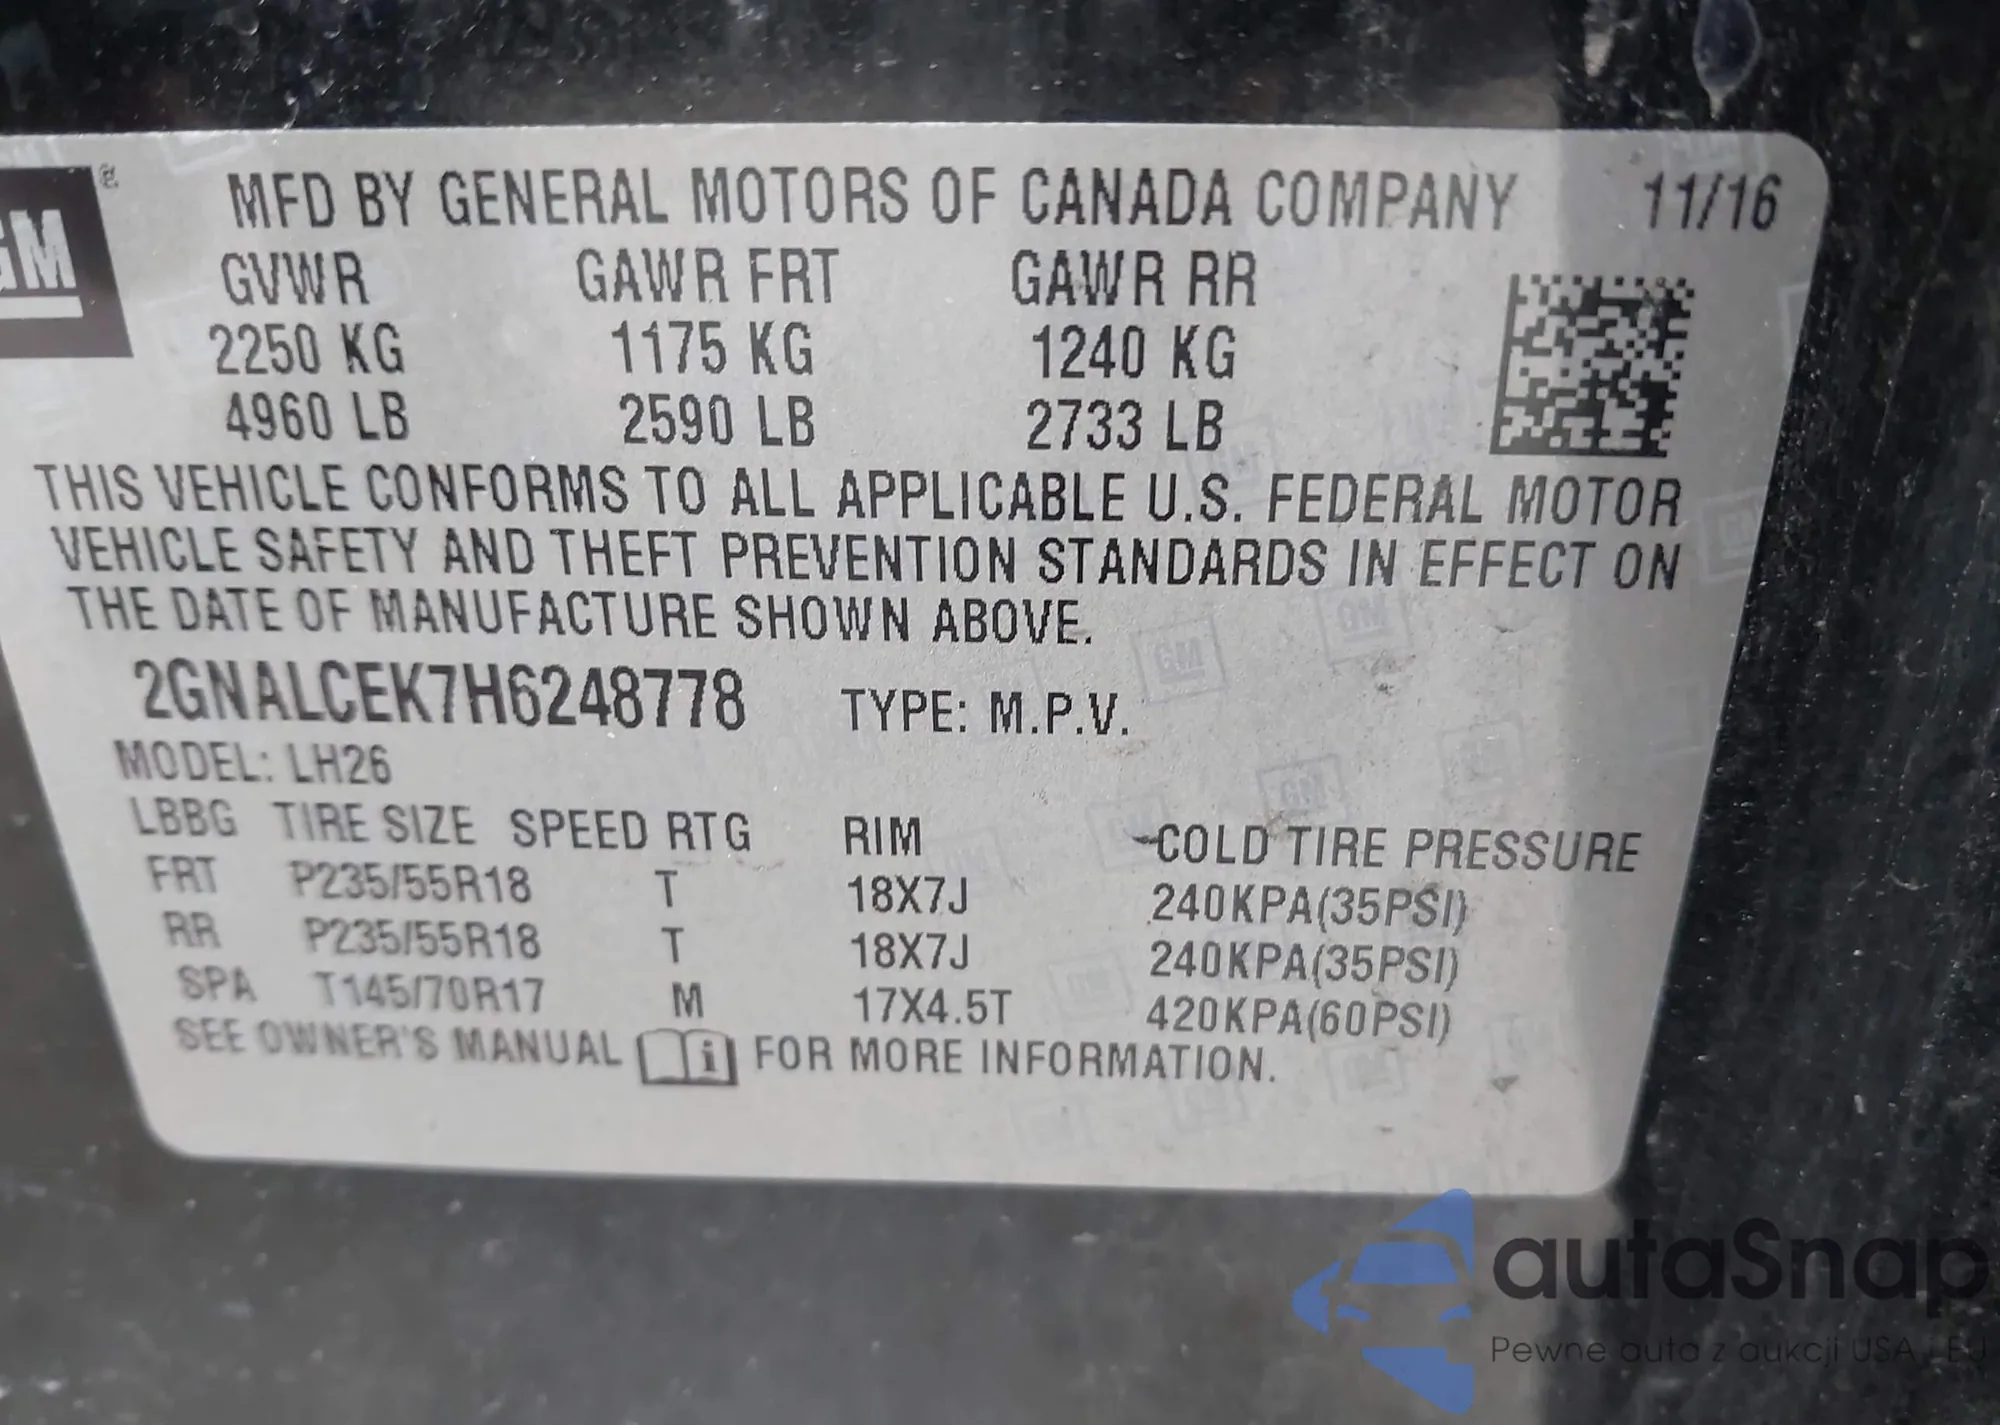 GM ®
MFD BY GENERAL MOTORS OF CANADA COMPANY 11/16
GVWR GAWR FRT GAWR RR
2250 KG 1175 KG 1240 KG
4960 LB 2590 LB 2733 LB
THIS VEHICLE CONFORMS TO ALL APPLICABLE U.S. FEDERAL MOTOR
VEHICLE SAFETY AND THEFT PREVENTION STANDARDS IN EFFECT ON
THE DATE OF MANUFACTURE SHOWN ABOVE.
2GNALCEK7H6248778 TYPE: M.P.V.
MODEL: LH26
LBBG TIRE SIZE SPEED RTG RIM COLD TIRE PRESSURE
FRT P235/55R18 T 18X7J 240KPA(35PSI)
RR P235/55R18 T 18X7J 240KPA(35PSI)
SPA T145/70R17 M 17X4.5T 420KPA(60PSI)
SEE OWNER'S MANUAL i FOR MORE INFORMATION.
autaSnap
Pewne auta z aukcji USA i EU